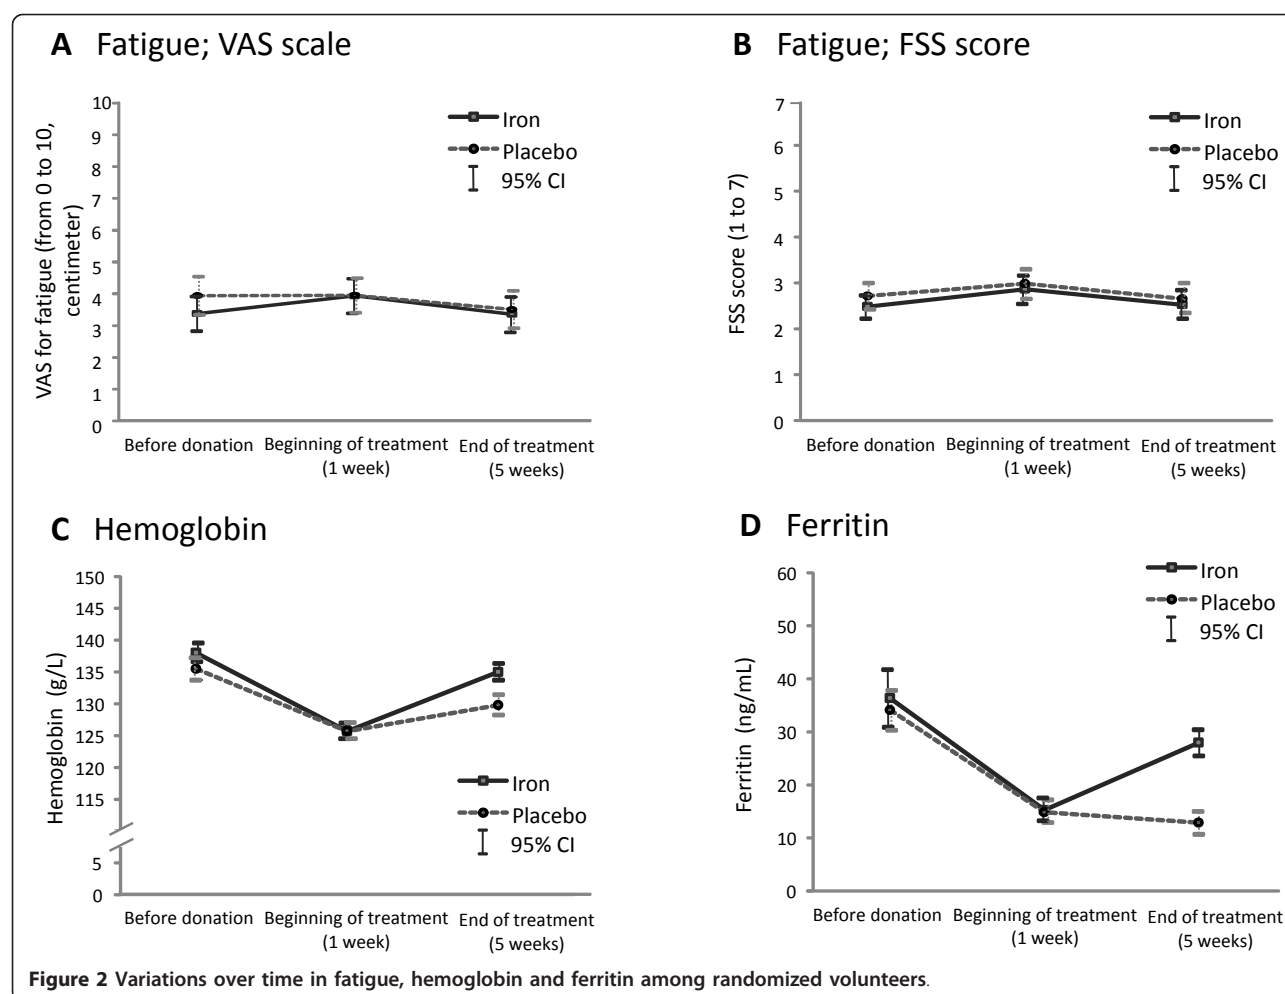 A Fatigue; VAS scale
VAS for fatigue (from 0 to 10,
centimeter)
10
9
8
7
6
5
4
3
2
1
0
Iron
Placebo
95% CI
Before donation
Beginning of treatment
(1 week)
End of treatment
(5 weeks)
B Fatigue; FSS score
FSS score (1 to 7)
7
6
5
4
3
2
1
0
Iron
Placebo
95% CI
Before donation
Beginning of treatment
(1 week)
End of treatment
(5 weeks)
C Hemoglobin
Hemoglobin (g/L)
150
145
140
135
130
125
120
115
5
0
Iron
Placebo
95% CI
Before donation
Beginning of treatment
(1 week)
End of treatment
(5 weeks)
D Ferritin
Ferritin (ng/mL)
60
50
40
30
20
10
0
Iron
Placebo
95% CI
Before donation
Beginning of treatment
(1 week)
End of treatment
(5 weeks)
Figure 2 Variations over time in fatigue, hemoglobin and ferritin among randomized volunteers.